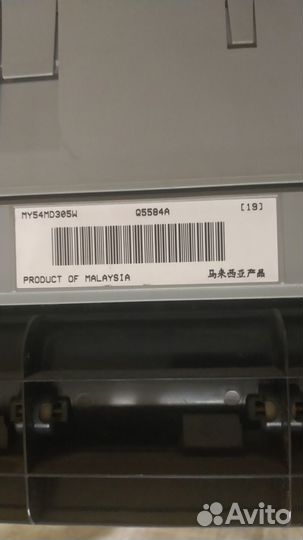 MY54MD305W Q5584A [19]
PRODUCT OF MALAYSIA 马来西亚产品
Avito